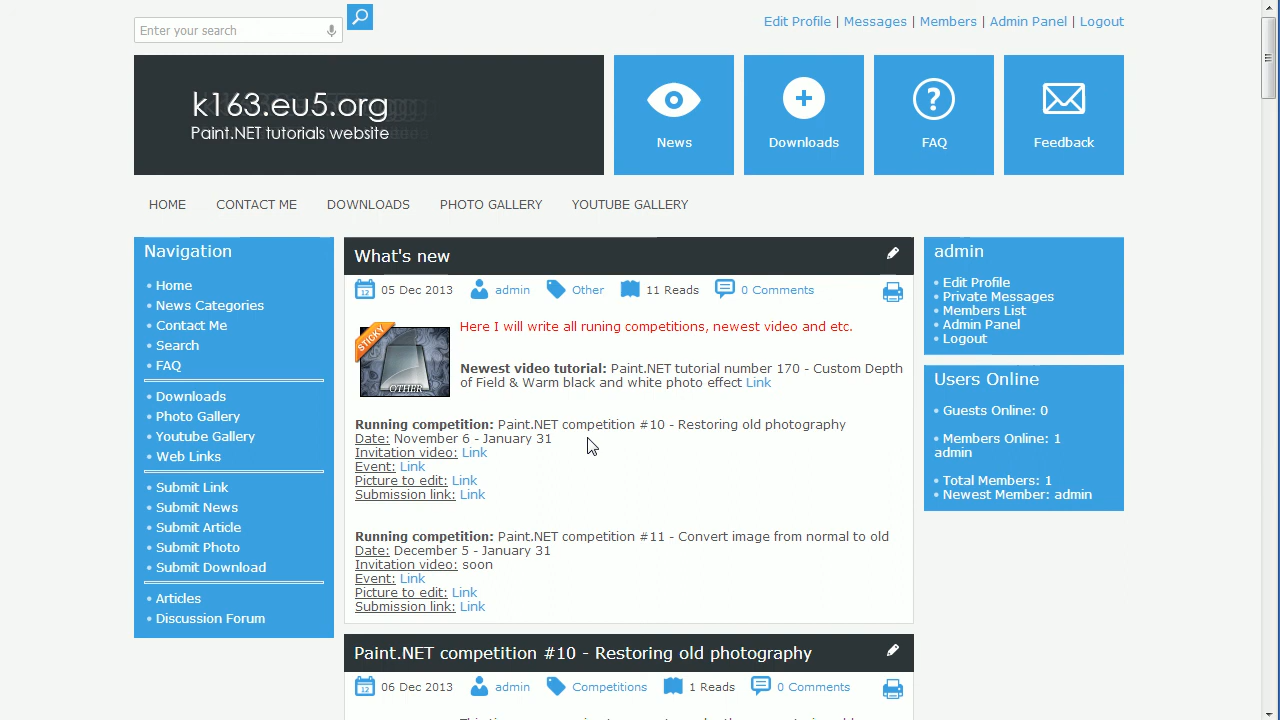 Enter your search
Edit Profile | Messages | Members | Admin Panel | Logout
k163.eu5.org
Paint.NET tutorials website
News
Downloads
FAQ
Feedback
HOME
CONTACT ME
DOWNLOADS
PHOTO GALLERY
YOUTUBE GALLERY
Navigation
Home
News Categories
Contact Me
Search
FAQ
Downloads
Photo Gallery
Youtube Gallery
Web Links
Submit Link
Submit News
Submit Article
Submit Photo
Submit Download
Articles
Discussion Forum
What's new
12 05 Dec 2013 admin Other 11 Reads 0 Comments
STICKY
OTHER
Here I will write all runing competitions, newest video and etc.
Newest video tutorial: Paint.NET tutorial number 170 - Custom Depth
of Field & Warm black and white photo effect Link
Running competition: Paint.NET competition #10 - Restoring old photography
Date: November 6 - January 31
Invitation video: Link
Event: Link
Picture to edit: Link
Submission link: Link
Running competition: Paint.NET competition #11 - Convert image from normal to old
Date: December 5 - January 31
Invitation video: soon
Event: Link
Picture to edit: Link
Submission link: Link
Paint.NET competition #10 - Restoring old photography
12 06 Dec 2013 admin Competitions 1 Reads 0 Comments
admin
Edit Profile
Private Messages
Members List
Admin Panel
Logout
Users Online
Guests Online: 0
Members Online: 1
admin
Total Members: 1
Newest Member: admin